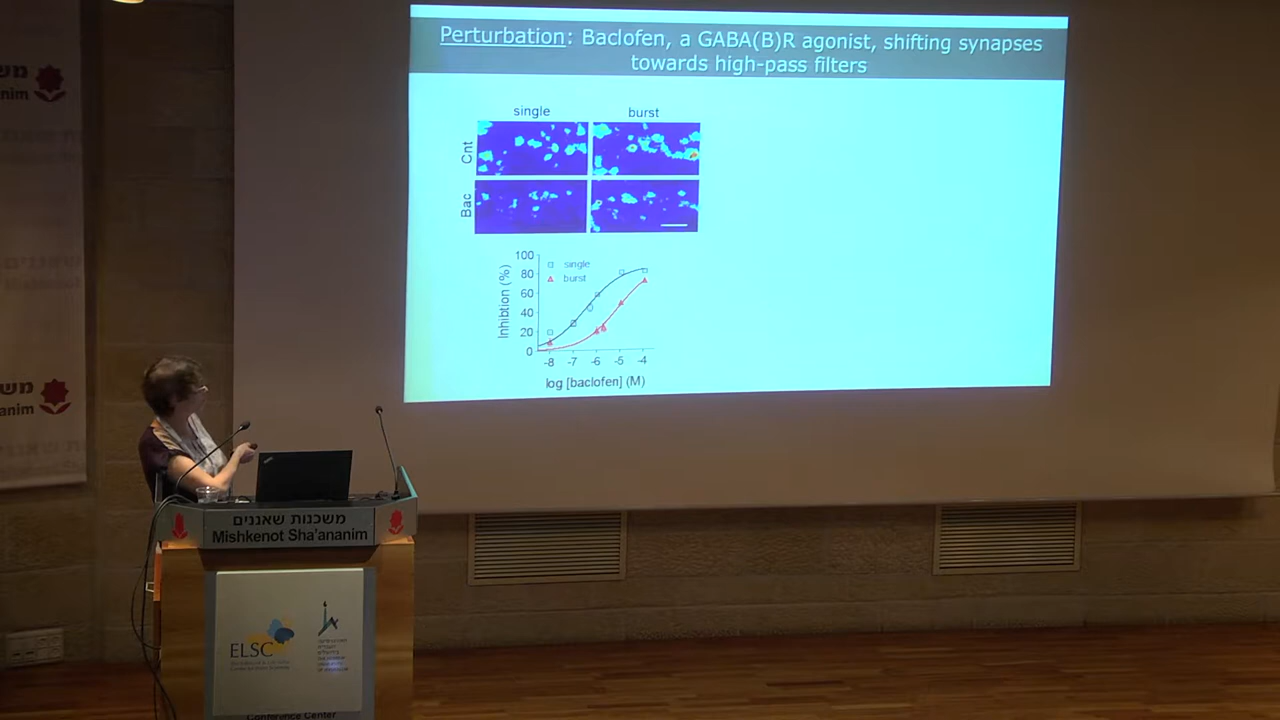 Perturbation: Baclofen, a GABA(B)R agonist, shifting synapses
towards high-pass filters
single
burst
Cnt
Bac
100
80
60
40
20
0
Inhibtion (%)
single
burst
-8 -7 -6 -5 -4
log [baclofen] (M)
משכנות שאננים
Mishkenot Sha'ananim
ELSC
Conference Center
anim
anim